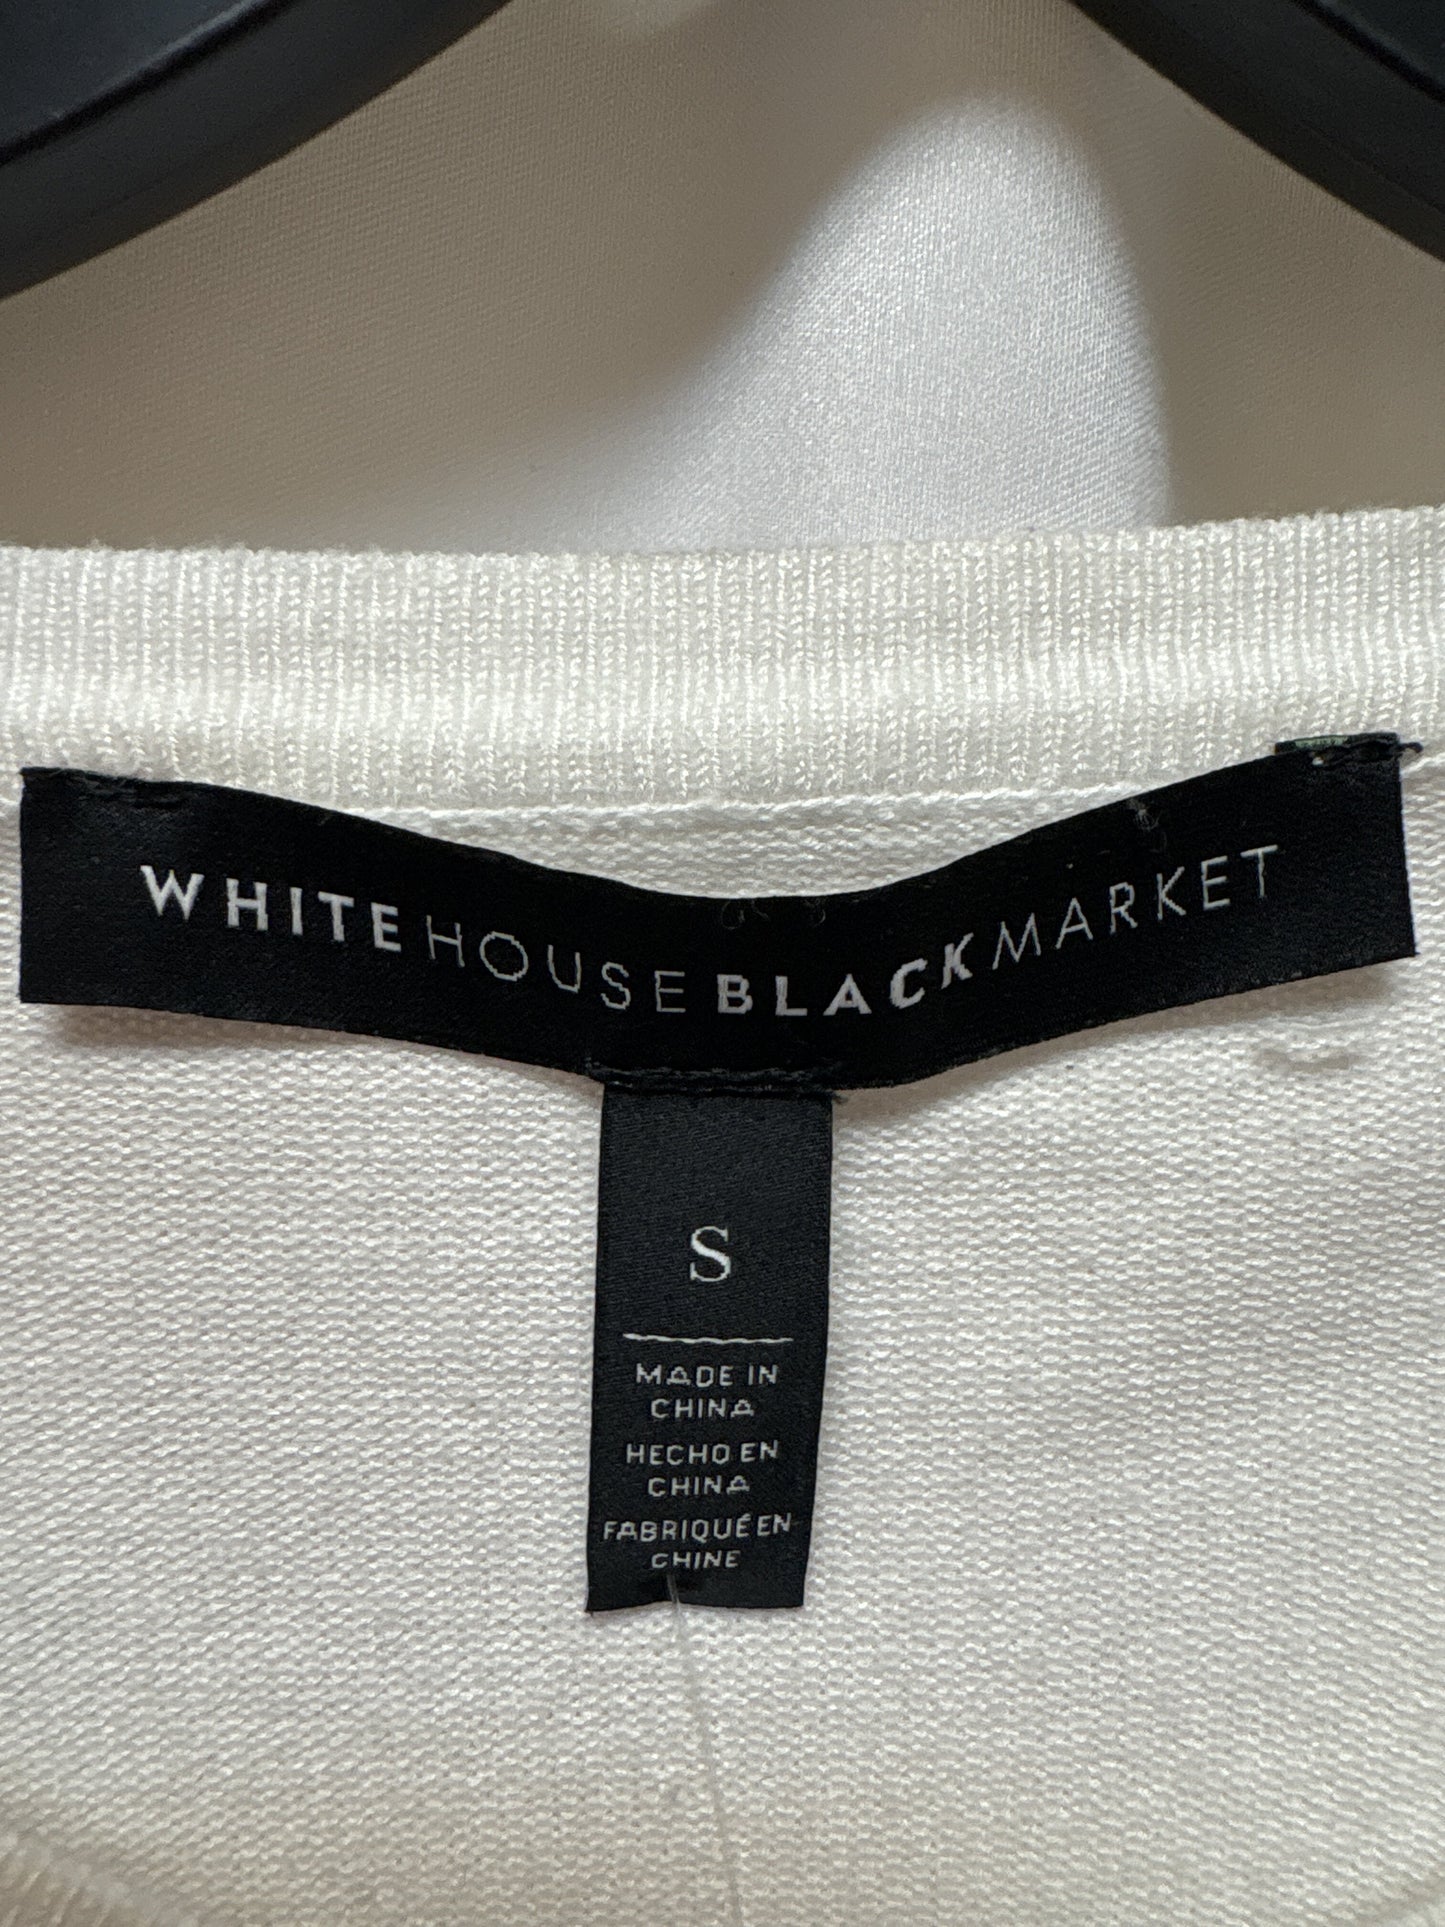 WHITEHOUSEBLACKMARKET
S
MADE IN
CHINA
HECHO EN
CHINA
FABRIQUÉ EN
CHINE